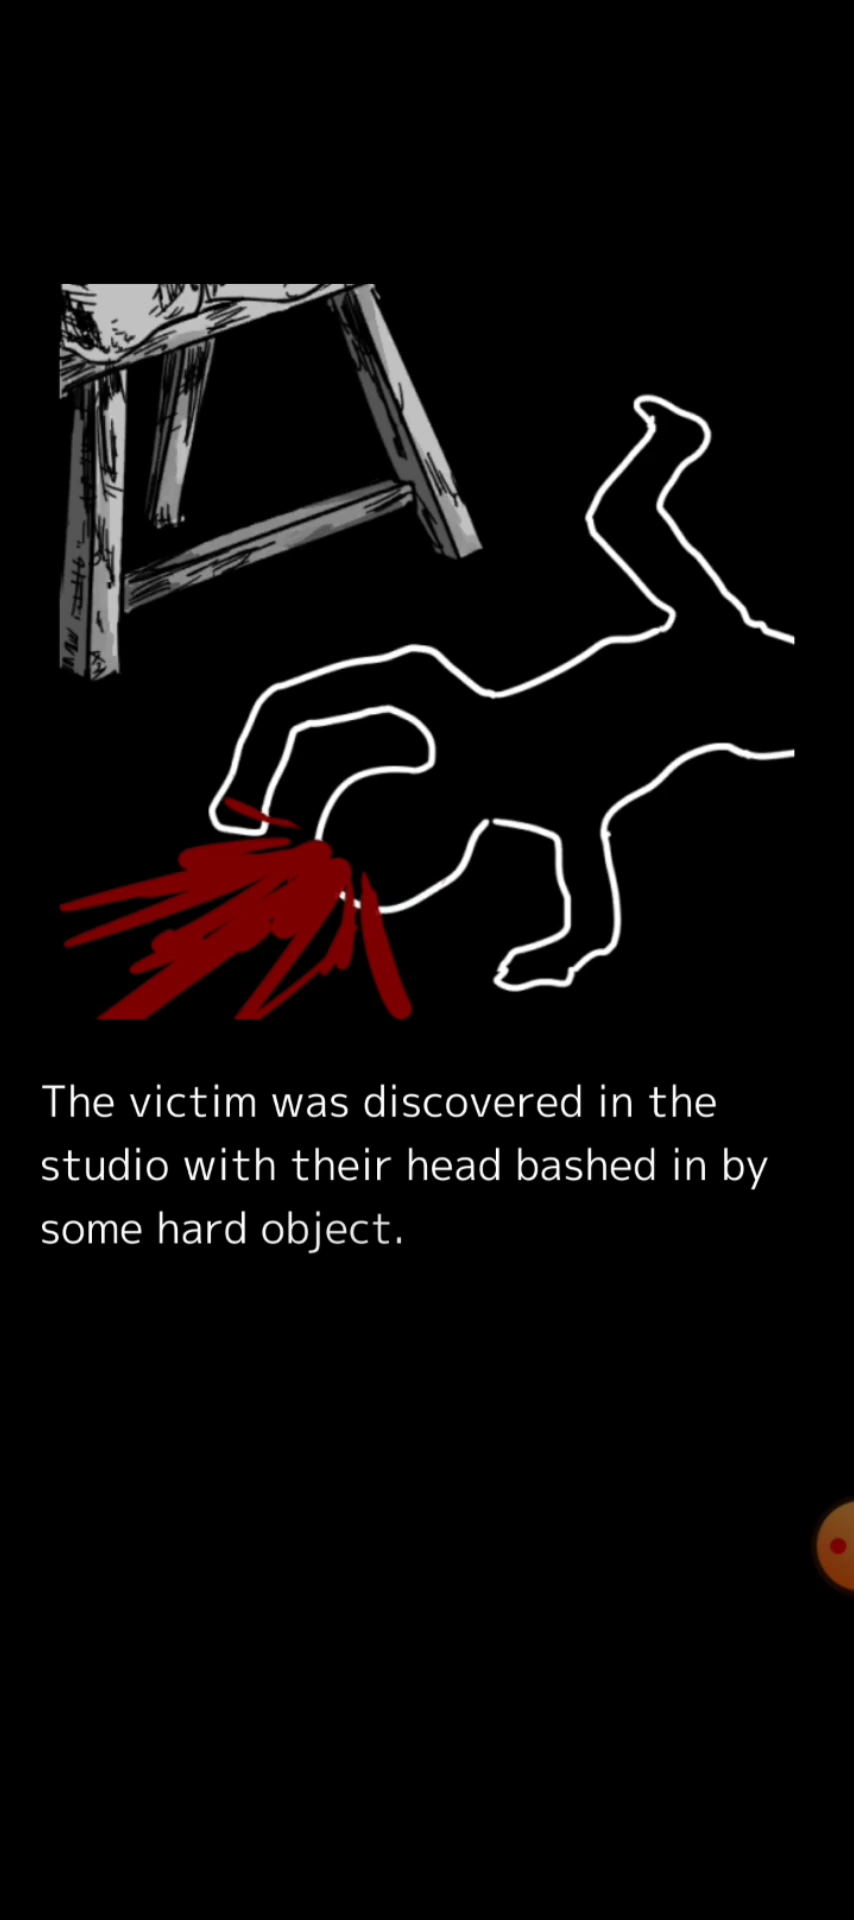 The victim was discovered in the
studio with their head bashed in by
some hard object.